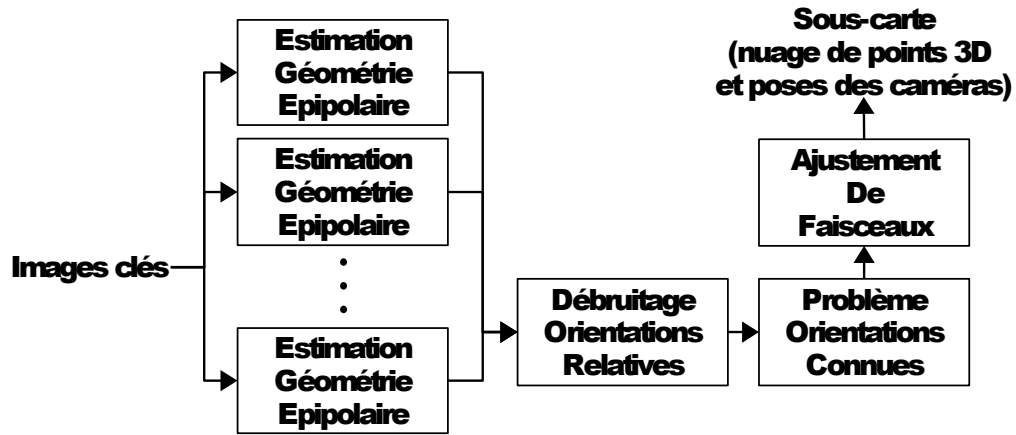 Images clés
Estimation
Géométrie
Epipolaire
Estimation
Géométrie
Epipolaire
Estimation
Géométrie
Epipolaire
Débruitage
Orientations
Relatives
Problème
Orientations
Connues
Ajustement
De
Faisceaux
Sous-carte
(nuage de points 3D
et poses des caméras)